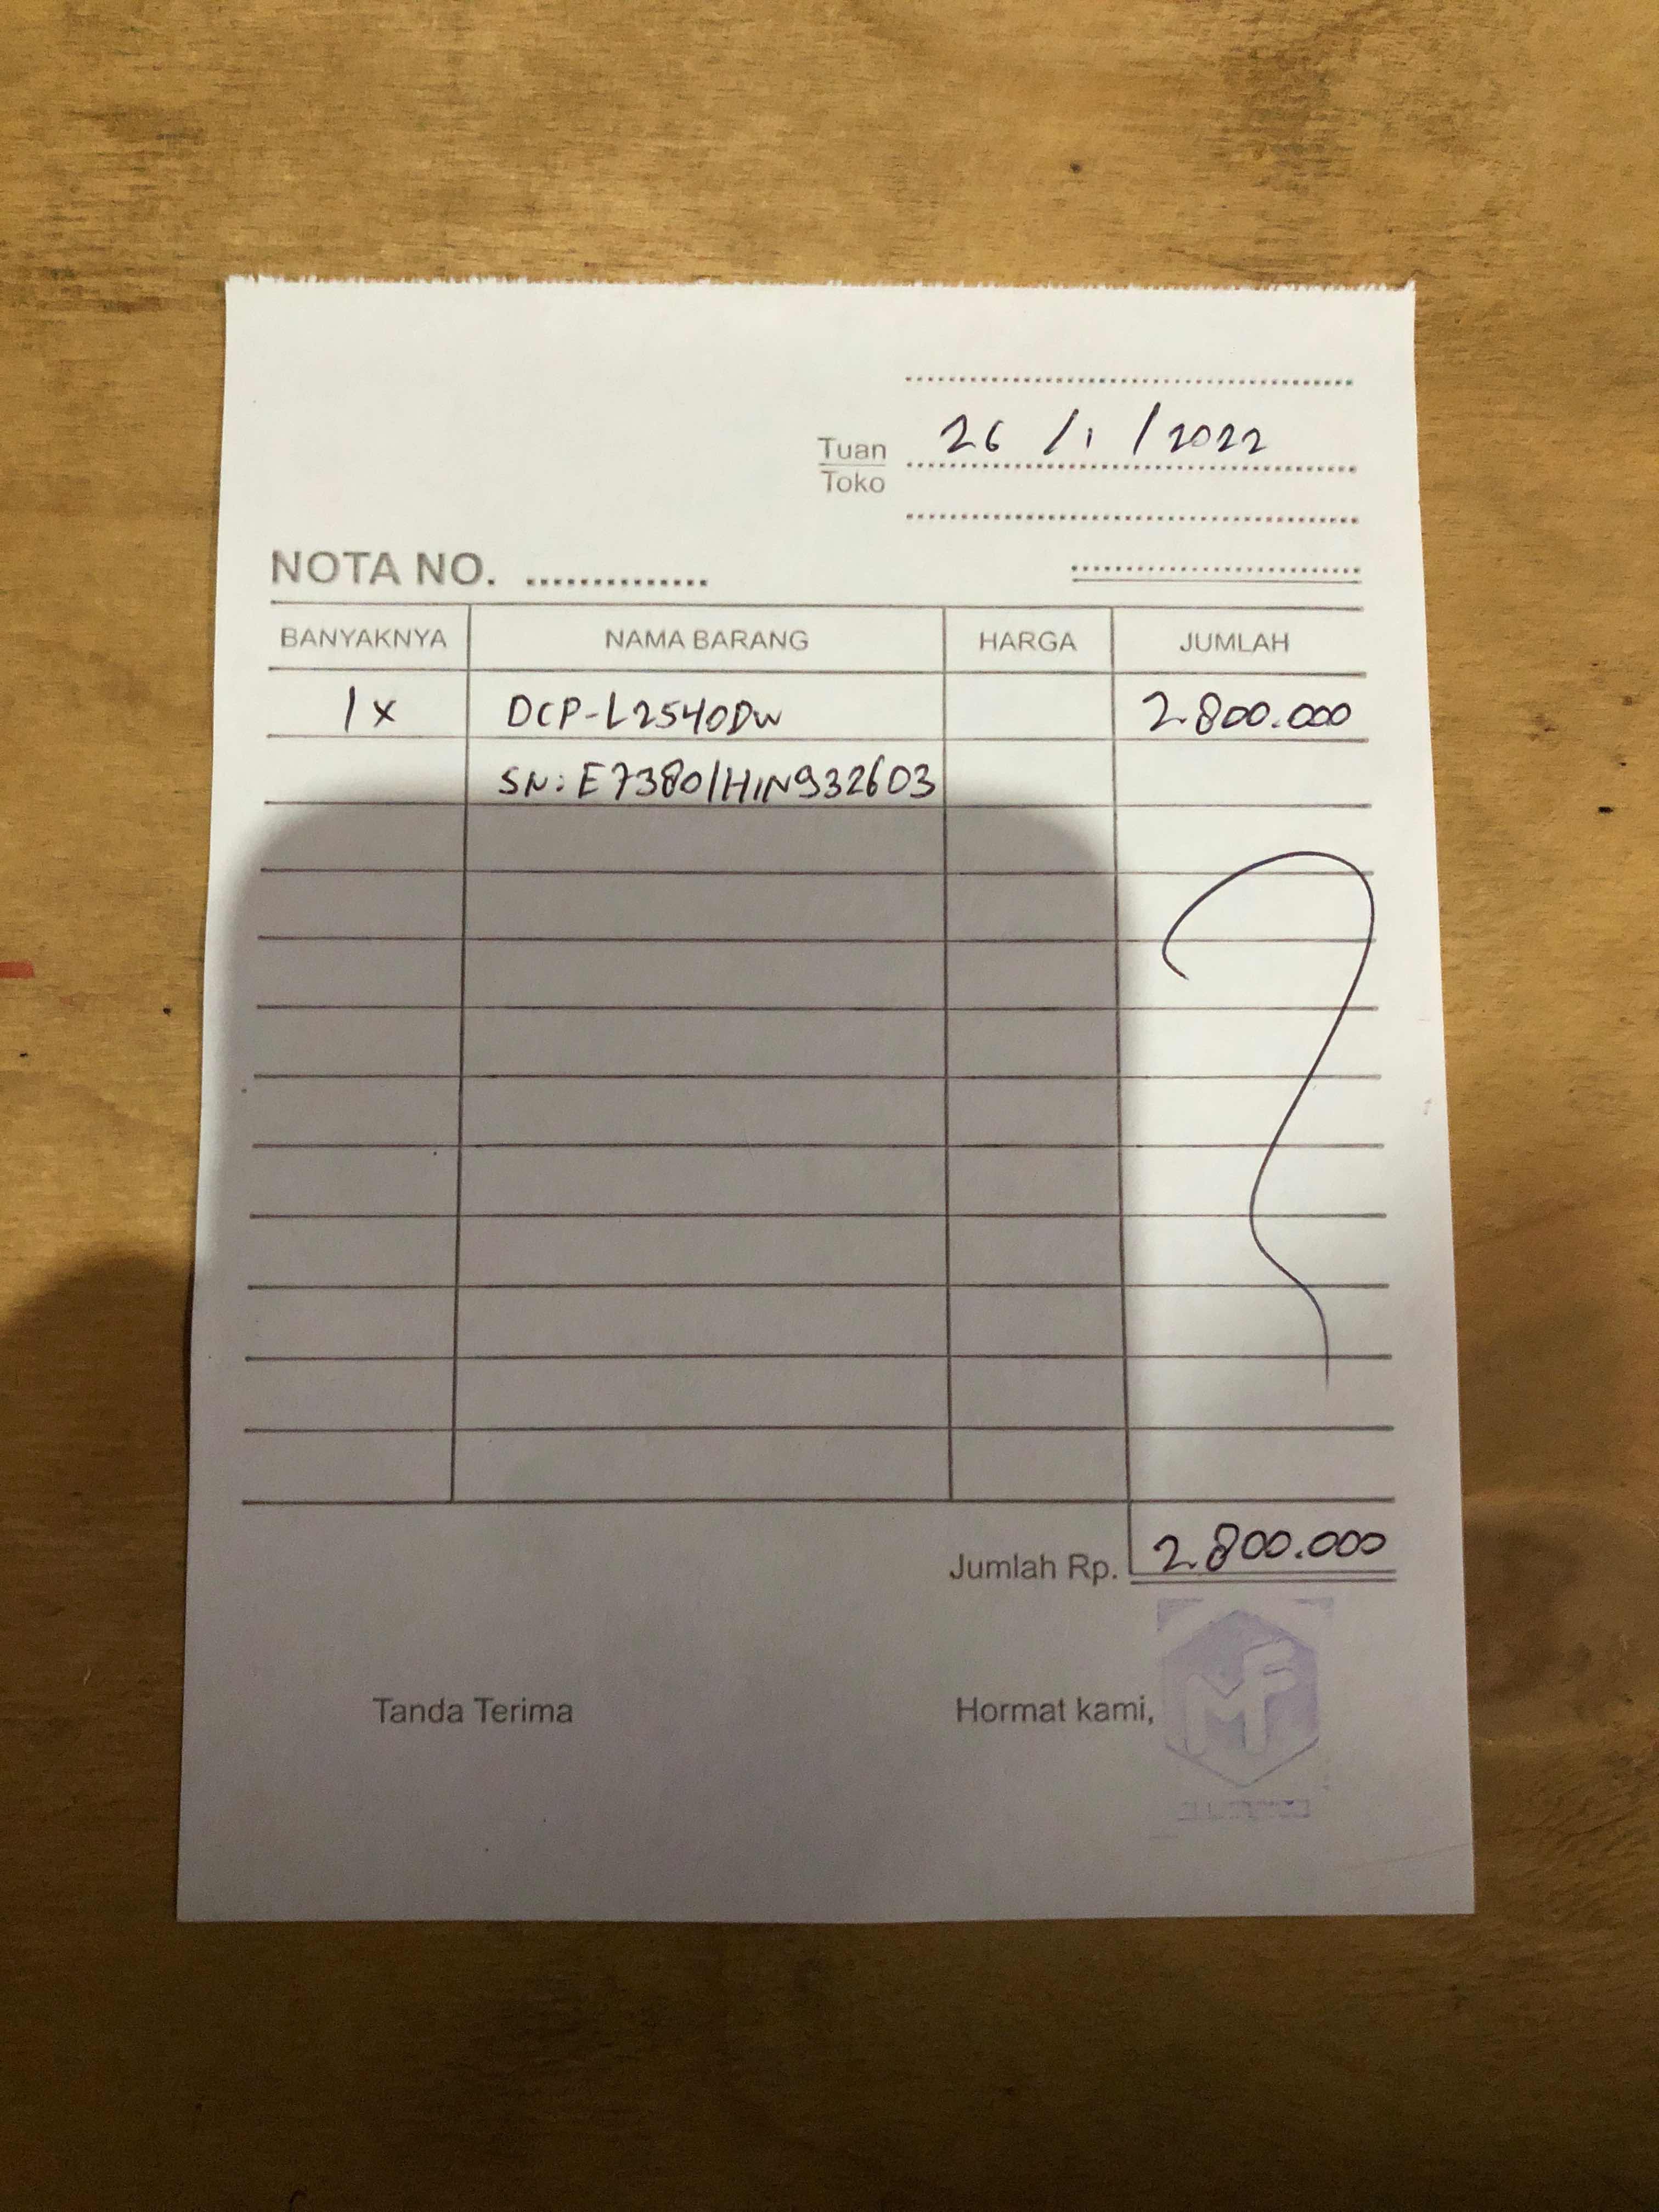 26 / 1 / 2022
Tuan
Toko
NOTA NO. ..............
BANYAKNYA NAMA BARANG HARGA JUMLAH
1 x DCP-L2540DW 2.800.000
SN: E73801H1N932603
Jumlah Rp. 2.800.000
Tanda Terima Hormat kami,
MF